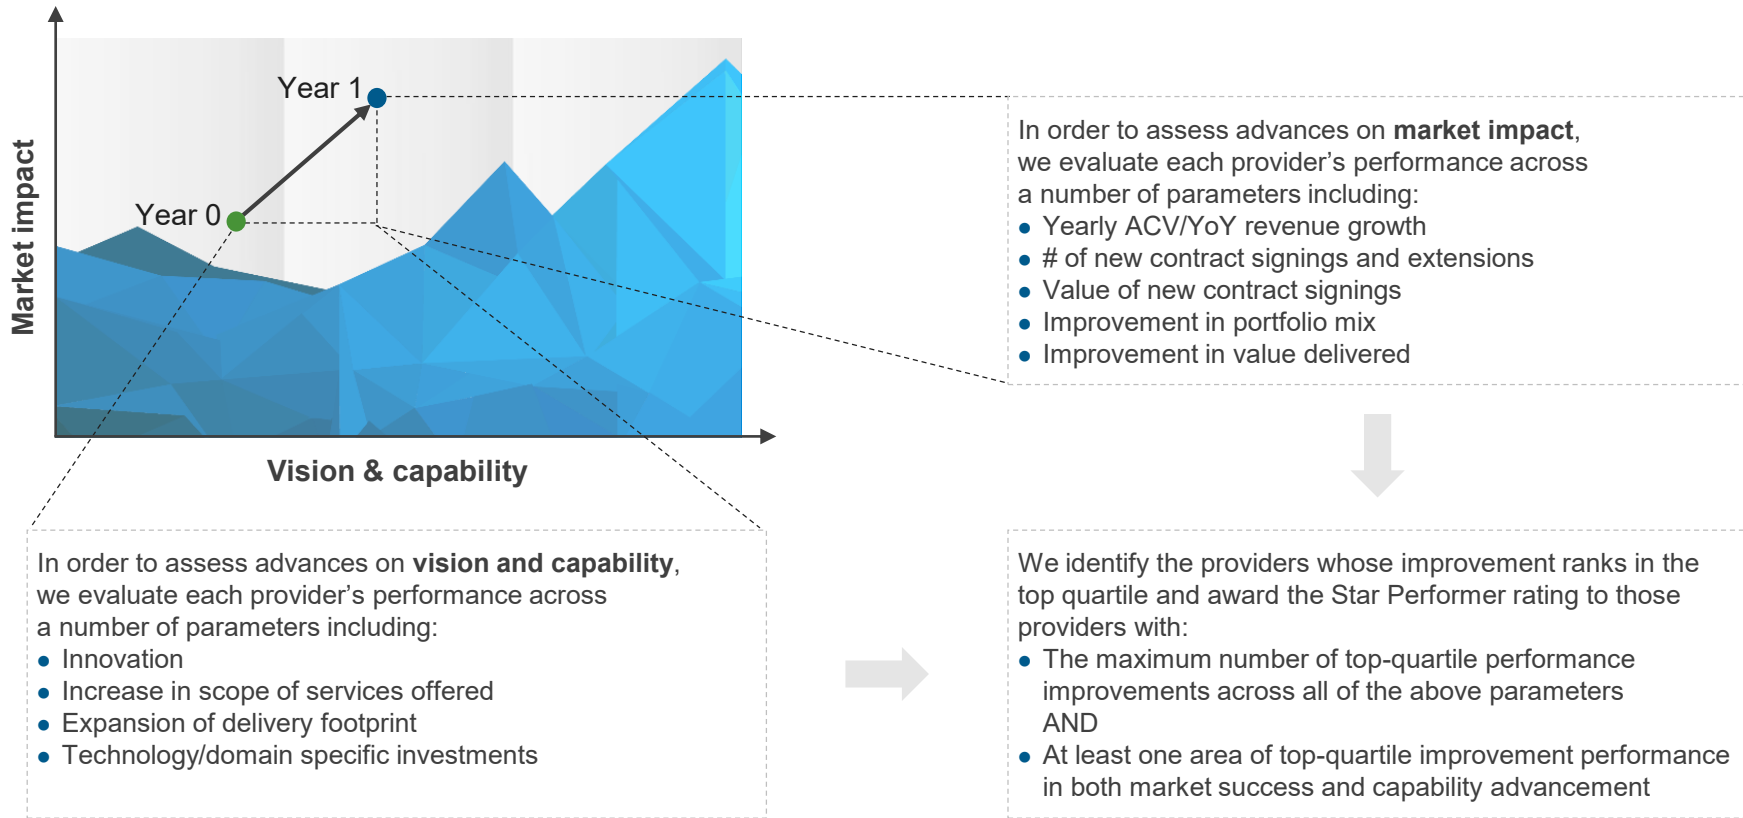 Year 1
Year 0
Market impact
Vision & capability
In order to assess advances on market impact,
we evaluate each provider’s performance across
a number of parameters including:
● Yearly ACV/YoY revenue growth
● # of new contract signings and extensions
● Value of new contract signings
● Improvement in portfolio mix
● Improvement in value delivered
In order to assess advances on vision and capability,
we evaluate each provider’s performance across
a number of parameters including:
● Innovation
● Increase in scope of services offered
● Expansion of delivery footprint
● Technology/domain specific investments
We identify the providers whose improvement ranks in the
top quartile and award the Star Performer rating to those
providers with:
● The maximum number of top-quartile performance
improvements across all of the above parameters
AND
● At least one area of top-quartile improvement performance
in both market success and capability advancement